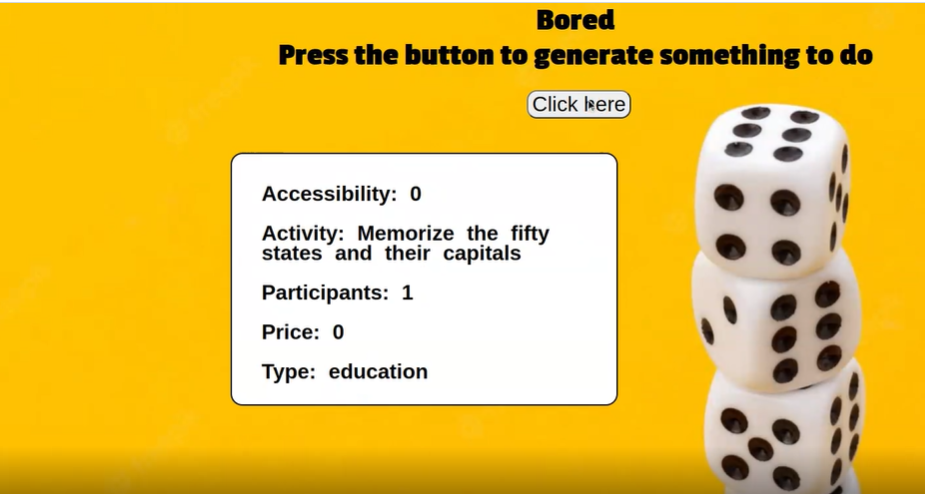 Bored
Press the button to generate something to do
Click here
Accessibility: 0
Activity: Memorize the fifty
states and their capitals
Participants: 1
Price: 0
Type: education